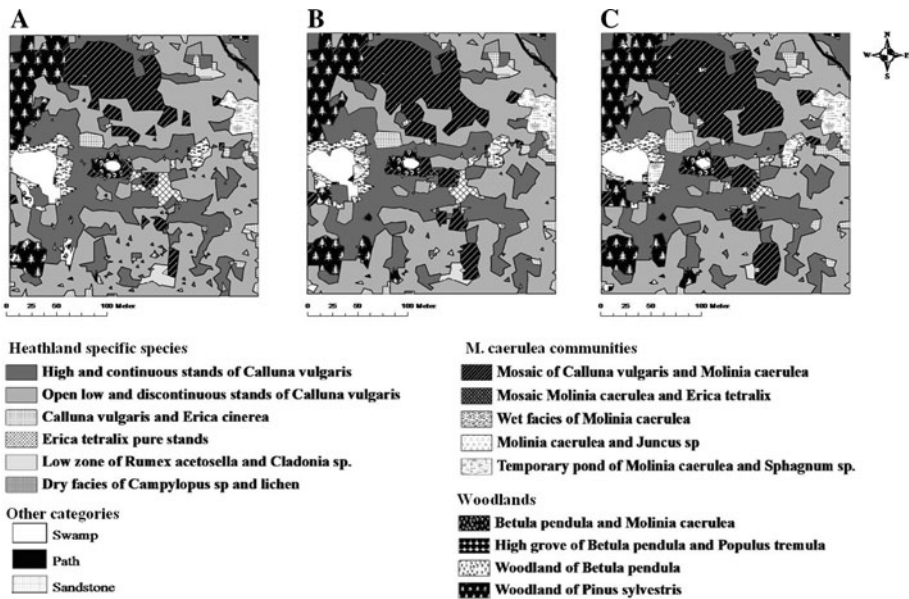 A
B
C
N
W E
S
0 25 50 100 Meter
0 25 50 100 Meter
0 25 50 100 Meter
Heathland specific species
High and continuous stands of Calluna vulgaris
Open low and discontinuous stands of Calluna vulgaris
Calluna vulgaris and Erica cinerea
Erica tetralix pure stands
Low zone of Rumex acetosella and Cladonia sp.
Dry facies of Campylopus sp and lichen
Other categories
Swamp
Path
Sandstone
M. caerulea communities
Mosaic of Calluna vulgaris and Molinia caerulea
Mosaic Molinia caerulea and Erica tetralix
Wet facies of Molinia caerulea
Molinia caerulea and Juncus sp
Temporary pond of Molinia caerulea and Sphagnum sp.
Woodlands
Betula pendula and Molinia caerulea
High grove of Betula pendula and Populus tremula
Woodland of Betula pendula
Woodland of Pinus sylvestris